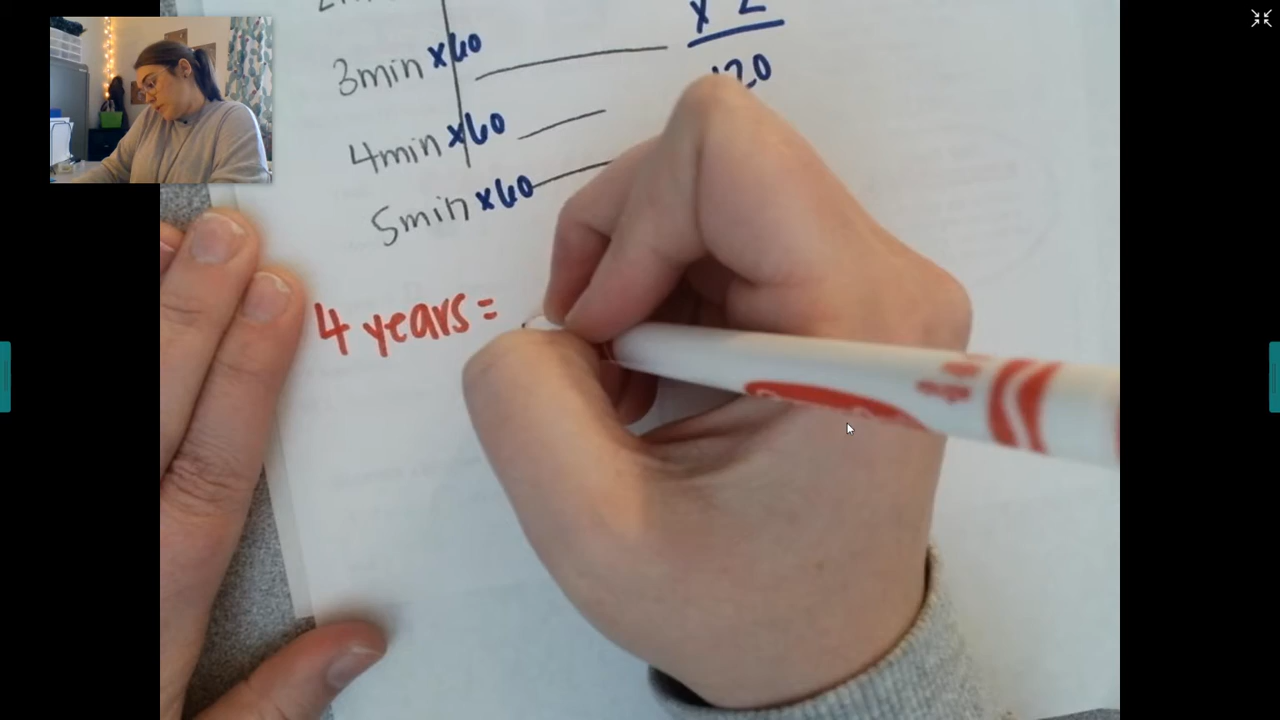 3min x60
x 2
120
4min x60
5min x60
4 years =